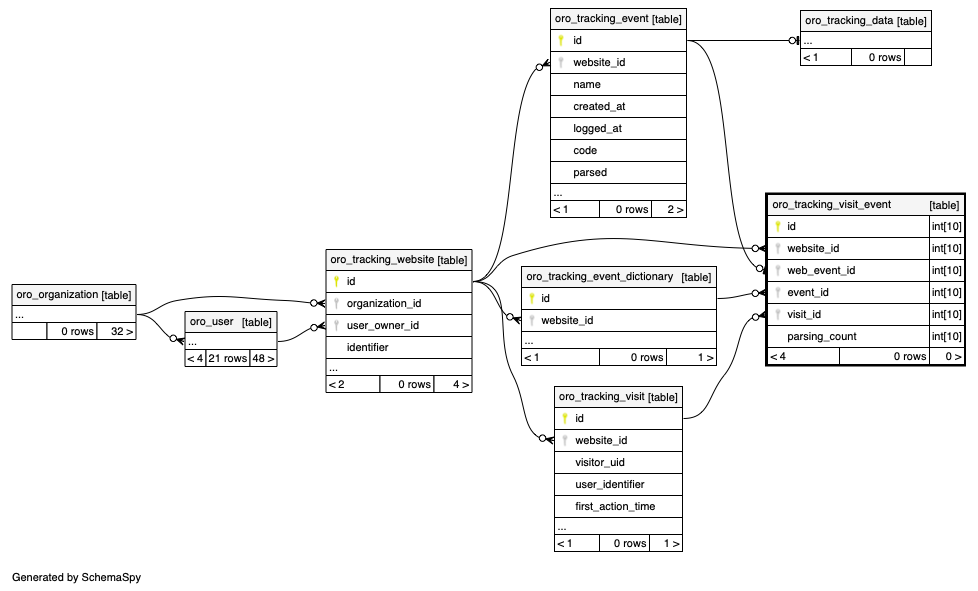 oro_tracking_event [table]
id
website_id
name
created_at
logged_at
code
parsed
...
< 1 0 rows 2 >
oro_tracking_data [table]
...
< 1 0 rows
oro_tracking_visit_event [table]
id int[10]
website_id int[10]
web_event_id int[10]
event_id int[10]
visit_id int[10]
parsing_count int[10]
< 4 0 rows 0 >
oro_tracking_website [table]
id
organization_id
user_owner_id
identifier
...
< 2 0 rows 4 >
oro_tracking_event_dictionary [table]
id
website_id
...
< 1 0 rows 1 >
oro_organization [table]
...
0 rows 32 >
oro_user [table]
...
< 4 21 rows 48 >
oro_tracking_visit [table]
id
website_id
visitor_uid
user_identifier
first_action_time
...
< 1 0 rows 1 >
Generated by SchemaSpy